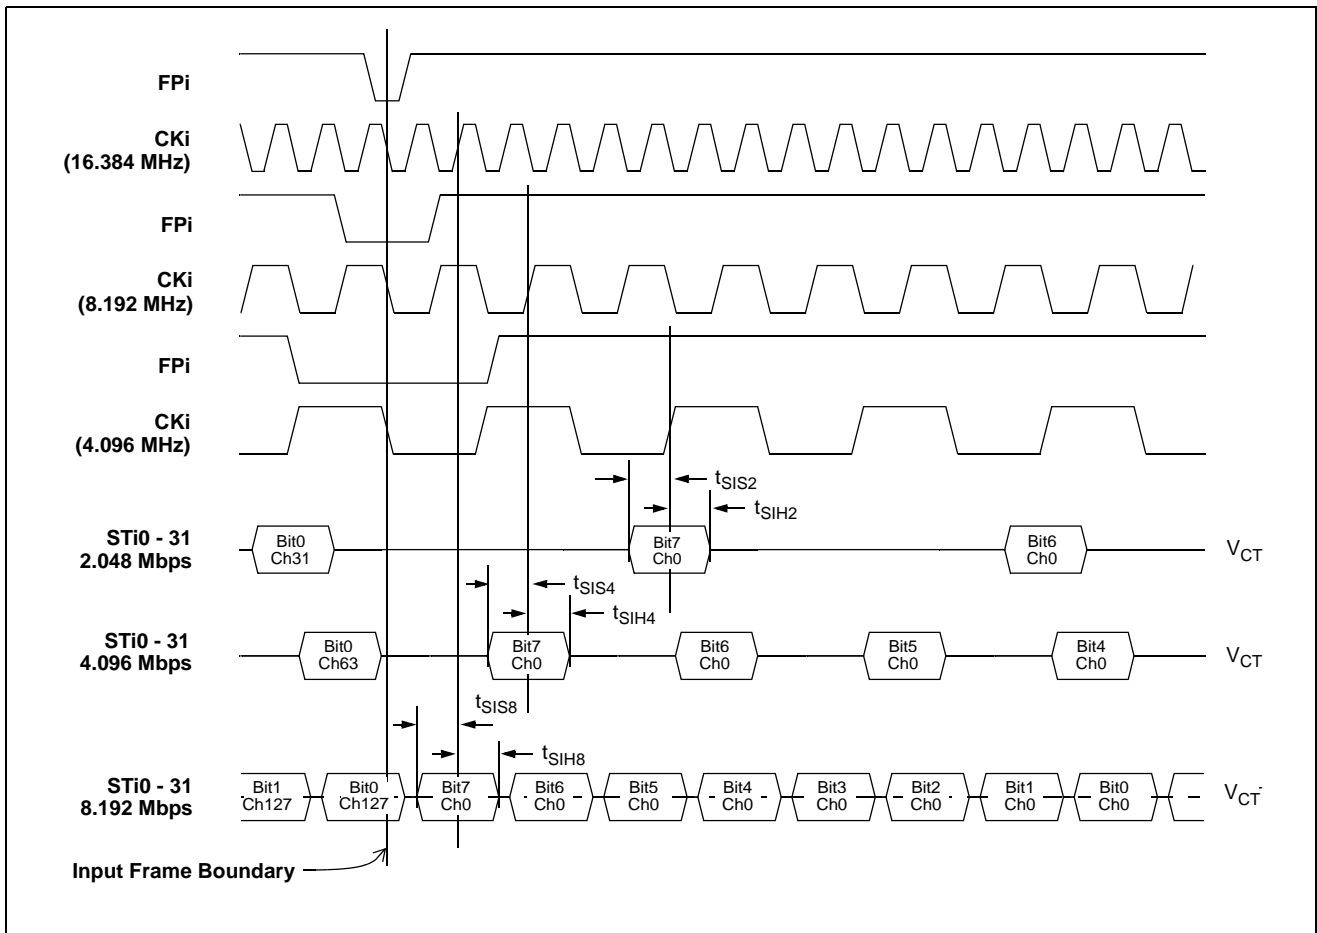 FPi
CKi
(16.384 MHz)
FPi
CKi
(8.192 MHz)
FPi
CKi
(4.096 MHz)
tSIS2
tSIH2
STi0 - 31
2.048 Mbps
Bit0
Ch31
Bit7
Ch0
Bit6
Ch0
VCT
tSIS4
tSIH4
STi0 - 31
4.096 Mbps
Bit0
Ch63
Bit7
Ch0
Bit6
Ch0
Bit5
Ch0
Bit4
Ch0
VCT
tSIS8
tSIH8
STi0 - 31
8.192 Mbps
Bit1
Ch127
Bit0
Ch127
Bit7
Ch0
Bit6
Ch0
Bit5
Ch0
Bit4
Ch0
Bit3
Ch0
Bit2
Ch0
Bit1
Ch0
Bit0
Ch0
VCT
Input Frame Boundary